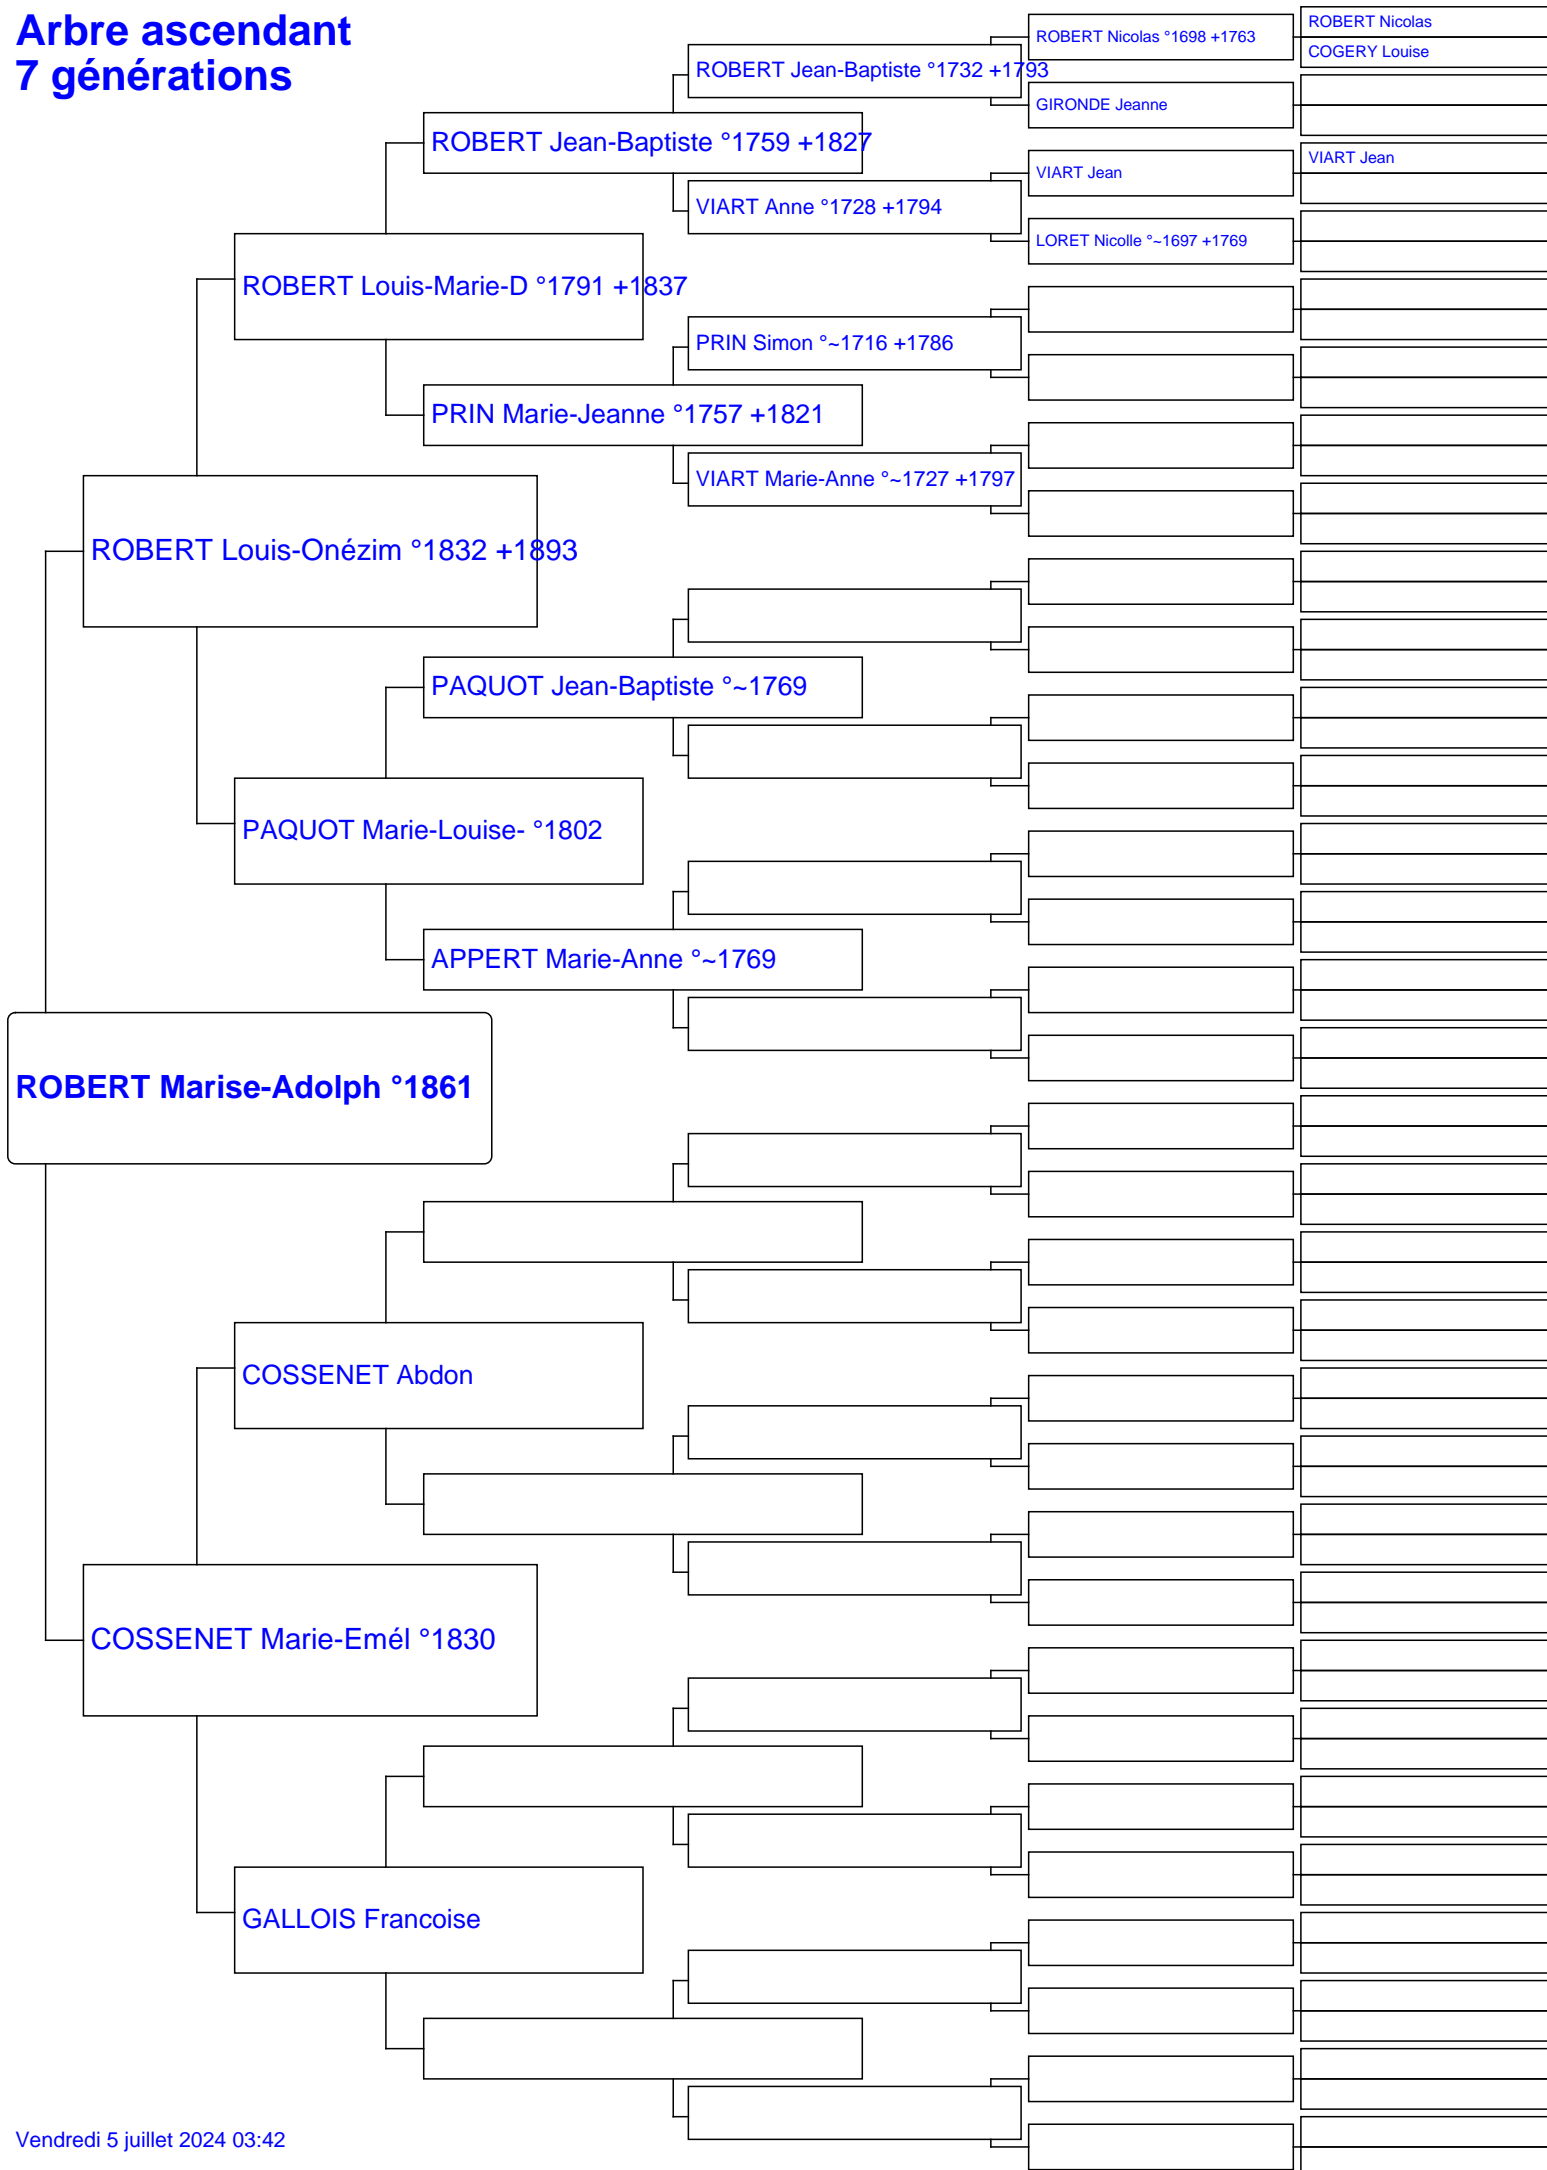 Arbre ascendant
7 générations
ROBERT Nicolas
ROBERT Nicolas °1698 +1763
COGERY Louise
ROBERT Jean-Baptiste °1732 +1793
GIRONDE Jeanne
ROBERT Jean-Baptiste °1759 +1827
VIART Jean
VIART Jean
VIART Anne °1728 +1794
LORET Nicolle °~1697 +1769
ROBERT Louis-Marie-D °1791 +1837
PRIN Simon °~1716 +1786
PRIN Marie-Jeanne °1757 +1821
VIART Marie-Anne °~1727 +1797
ROBERT Louis-Onézim °1832 +1893
PAQUOT Jean-Baptiste °~1769
PAQUOT Marie-Louise- °1802
APPERT Marie-Anne °~1769
ROBERT Marise-Adolph °1861
COSSENET Abdon
COSSENET Marie-Emél °1830
GALLOIS Francoise
Vendredi 5 juillet 2024 03:42